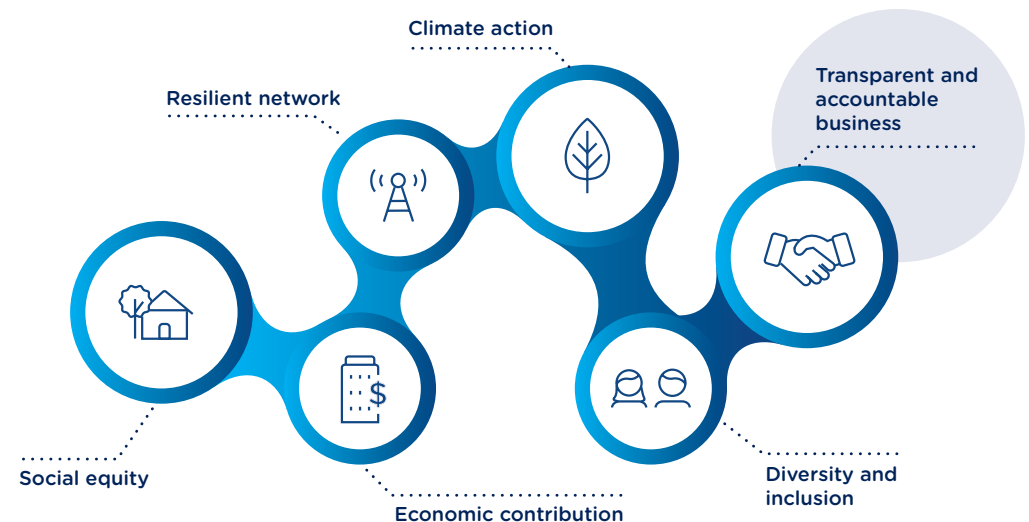 Climate action
Resilient network
Transparent and
accountable
business
$
Social equity
Economic contribution
Diversity and
inclusion